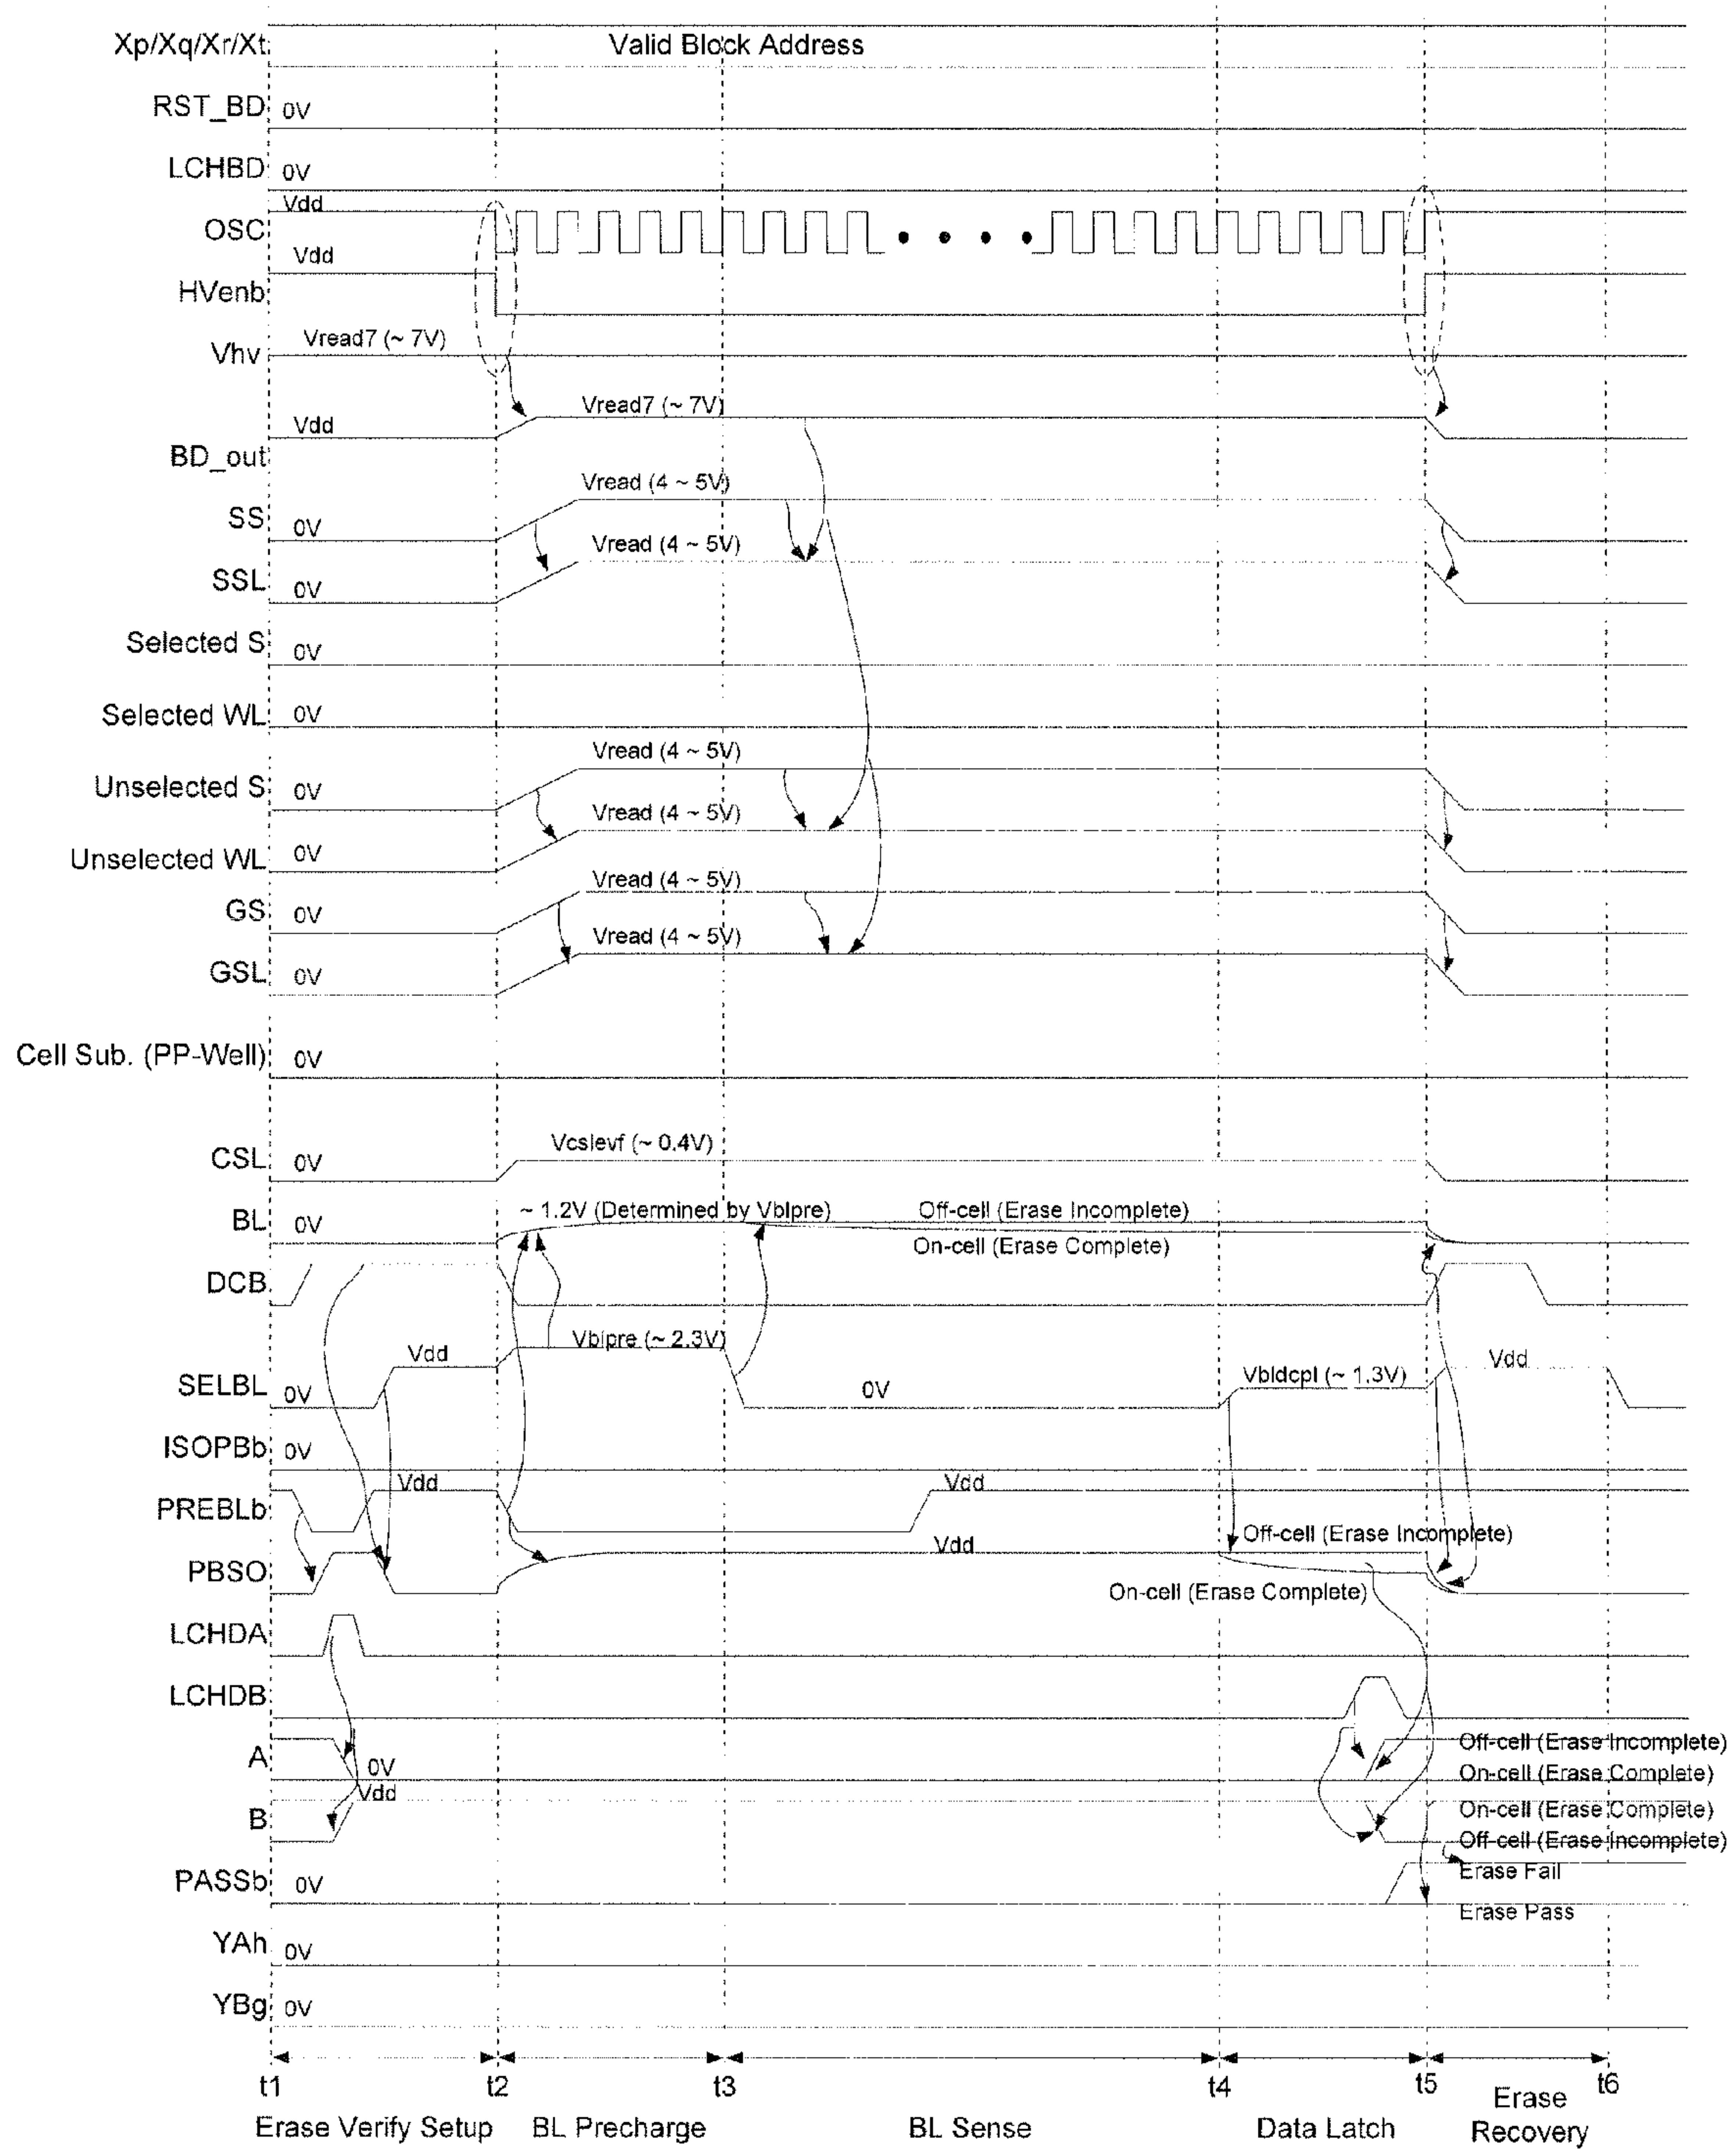 Xp/Xq/Xr/Xt Valid Block Address
RST_BD 0V
LCHBD 0V
Vdd
OSC
Vdd
HVenb
Vread7 (~ 7V)
Vhv
Vread7 (~ 7V)
Vdd
BD_out
Vread (4 ~ 5V)
SS 0V
Vread (4 ~ 5V)
SSL 0V
Selected S 0V
Selected WL 0V
Vread (4 ~ 5V)
Unselected S 0V
Vread (4 ~ 5V)
Unselected WL 0V
Vread (4 ~ 5V)
GS 0V
Vread (4 ~ 5V)
GSL 0V
Cell Sub. (PP-Well) 0V
Vcslevf (~ 0.4V)
CSL 0V
~ 1.2V (Determined by Vblpre) Off-cell (Erase Incomplete)
BL 0V
On-cell (Erase Complete)
DCB
Vblpre (~ 2.3V)
Vdd Vdd
Vbldcpl (~ 1.3V)
SELBL 0V 0V
ISOPBb 0V
Vdd Vdd
PREBLb
Off-cell (Erase Incomplete)
Vdd
PBSO
On-cell (Erase Complete)
LCHDA
LCHDB
Off-cell (Erase Incomplete)
A 0V
On-cell (Erase Complete)
Vdd
On-cell (Erase Complete)
B
Off-cell (Erase Incomplete)
Erase Fail
PASSb 0V
Erase Pass
YAh 0V
YBg 0V
t1 t2 t3 t4 t5 t6
Erase Verify Setup BL Precharge BL Sense Data Latch Erase
Recovery